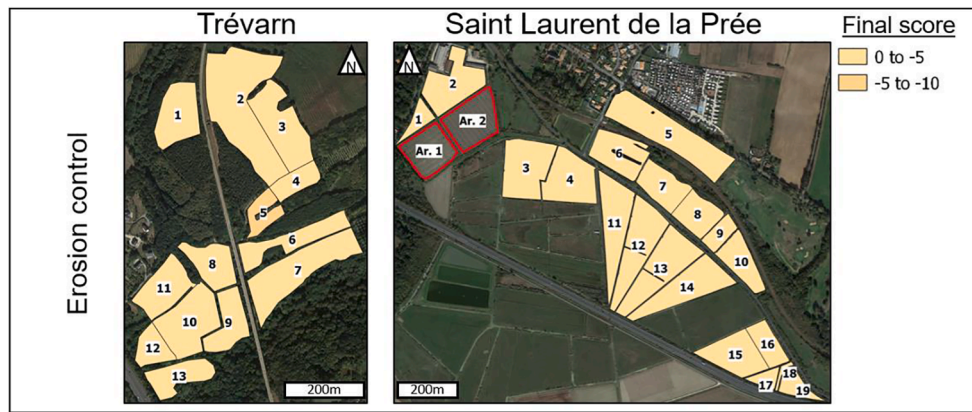 Trévarn
Saint Laurent de la Prée
Final score
0 to -5
-5 to -10
Erosion control
N
1
2
3
4
5
6
7
8
9
10
11
12
13
200m
N
1
2
Ar. 1
Ar. 2
3
4
5
6
7
8
9
10
11
12
13
14
15
16
17
18
19
200m